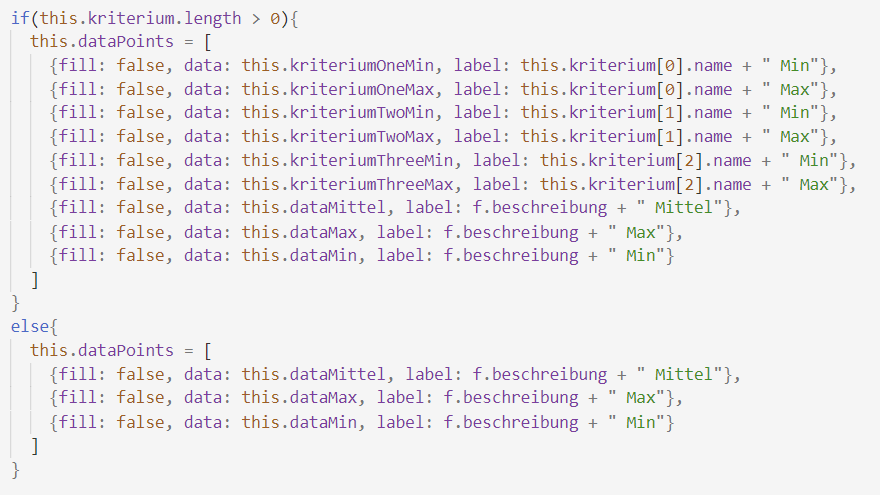 if(this.kriterium.length > 0){
  this.dataPoints = [
    {fill: false, data: this.kriteriumOneMin, label: this.kriterium[0].name + " Min"},
    {fill: false, data: this.kriteriumOneMax, label: this.kriterium[0].name + " Max"},
    {fill: false, data: this.kriteriumTwoMin, label: this.kriterium[1].name + " Min"},
    {fill: false, data: this.kriteriumTwoMax, label: this.kriterium[1].name + " Max"},
    {fill: false, data: this.kriteriumThreeMin, label: this.kriterium[2].name + " Min"},
    {fill: false, data: this.kriteriumThreeMax, label: this.kriterium[2].name + " Max"},
    {fill: false, data: this.dataMittel, label: f.beschreibung + " Mittel"},
    {fill: false, data: this.dataMax, label: f.beschreibung + " Max"},
    {fill: false, data: this.dataMin, label: f.beschreibung + " Min"}
  ]
}
else{
  this.dataPoints = [
    {fill: false, data: this.dataMittel, label: f.beschreibung + " Mittel"},
    {fill: false, data: this.dataMax, label: f.beschreibung + " Max"},
    {fill: false, data: this.dataMin, label: f.beschreibung + " Min"}
  ]
}